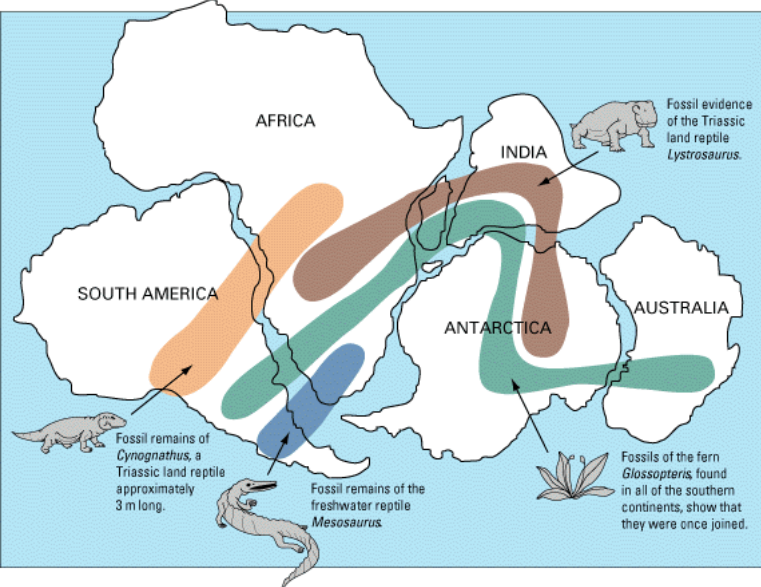 AFRICA
INDIA
Fossil evidence
of the Triassic
land reptile
Lystrosaurus.
SOUTH AMERICA
ANTARCTICA
AUSTRALIA
Fossil remains of
Cynognathus, a
Triassic land reptile
approximately
3 m long.
Fossil remains of the
freshwater reptile
Mesosaurus.
Fossils of the fern
Glossopteris, found
in all of the southern
continents, show that
they were once joined.